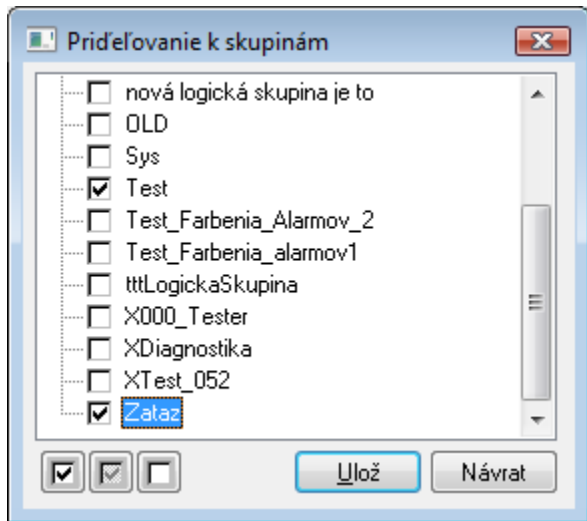 Priďeľovanie k skupinám
nová logická skupina je to
OLD
Sys
Test
Test_Farbenia_Alarmov_2
Test_Farbenia_alarmov1
tttLogickaSkupina
X000_Tester
XDiagnostika
XTest_052
Zataz
Ulož
Návrat